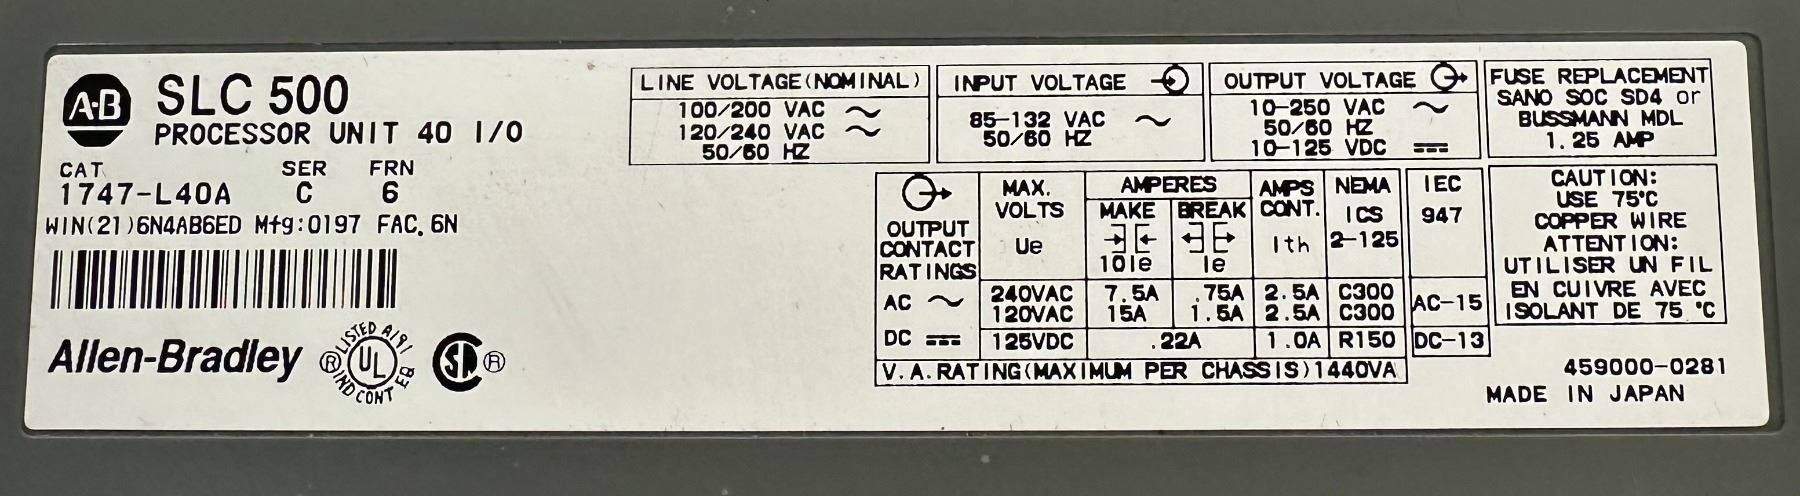 A-B
SLC 500
PROCESSOR UNIT 40 I/O
CAT SER FRN
1747-L40A C 6
WIN(21)6N4AB6ED Mfg:0197 FAC. 6N
Allen-Bradley
® LISTED A191 UL IND CONT EQ
SA ®
LINE VOLTAGE(NOMINAL)
100/200 VAC ~
120/240 VAC ~
50/60 HZ
INPUT VOLTAGE
85-132 VAC ~
50/60 HZ
OUTPUT VOLTAGE
10-250 VAC ~
50/60 HZ
10-125 VDC
FUSE REPLACEMENT
SANO SOC SD4 or
BUSSMANN MDL
1.25 AMP
OUTPUT
CONTACT
RATINGS
MAX.
VOLTS
Ue
AMPERES
MAKE BREAK
10Ie Ie
AMPS
CONT.
Ith
NEMA
ICS
2-125
IEC
947
AC ~ 240VAC 7.5A .75A 2.5A C300 AC-15
120VAC 15A 1.5A 2.5A C300
DC 125VDC .22A 1.0A R150 DC-13
V.A.RATING(MAXIMUM PER CHASSIS)1440VA
CAUTION:
USE 75°C
COPPER WIRE
ATTENTION:
UTILISER UN FIL
EN CUIVRE AVEC
ISOLANT DE 75 °C
459000-0281
MADE IN JAPAN